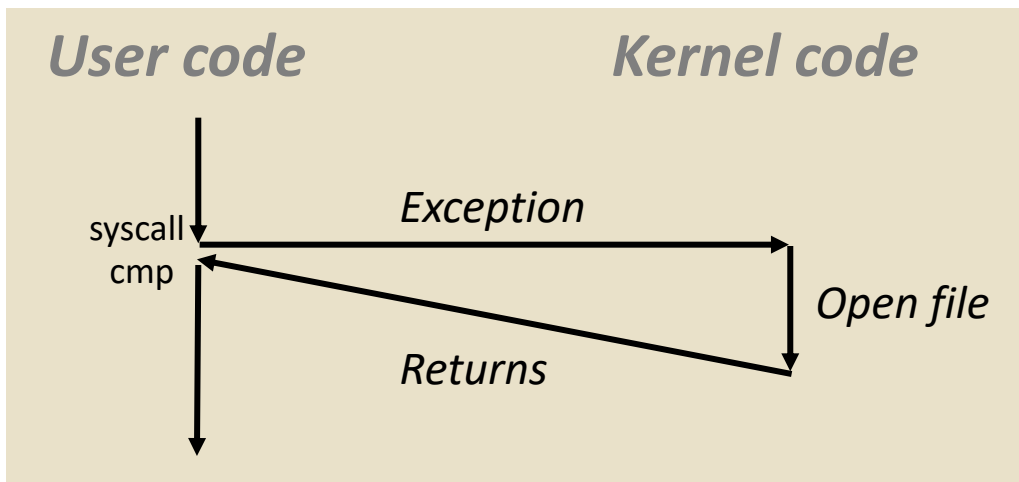 User code
Kernel code
Exception
syscall
cmp
Open file
Returns